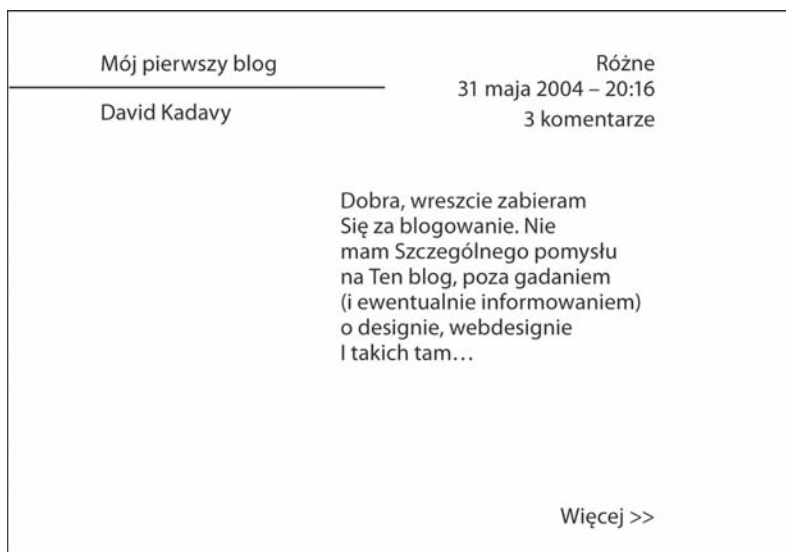 Mój pierwszy blog
David Kadavy
Różne
31 maja 2004 – 20:16
3 komentarze
Dobra, wreszcie zabieram
Się za blogowanie. Nie
mam Szczególnego pomysłu
na Ten blog, poza gadaniem
(i ewentualnie informowaniem)
o designie, webdesignie
I takich tam…
Więcej >>